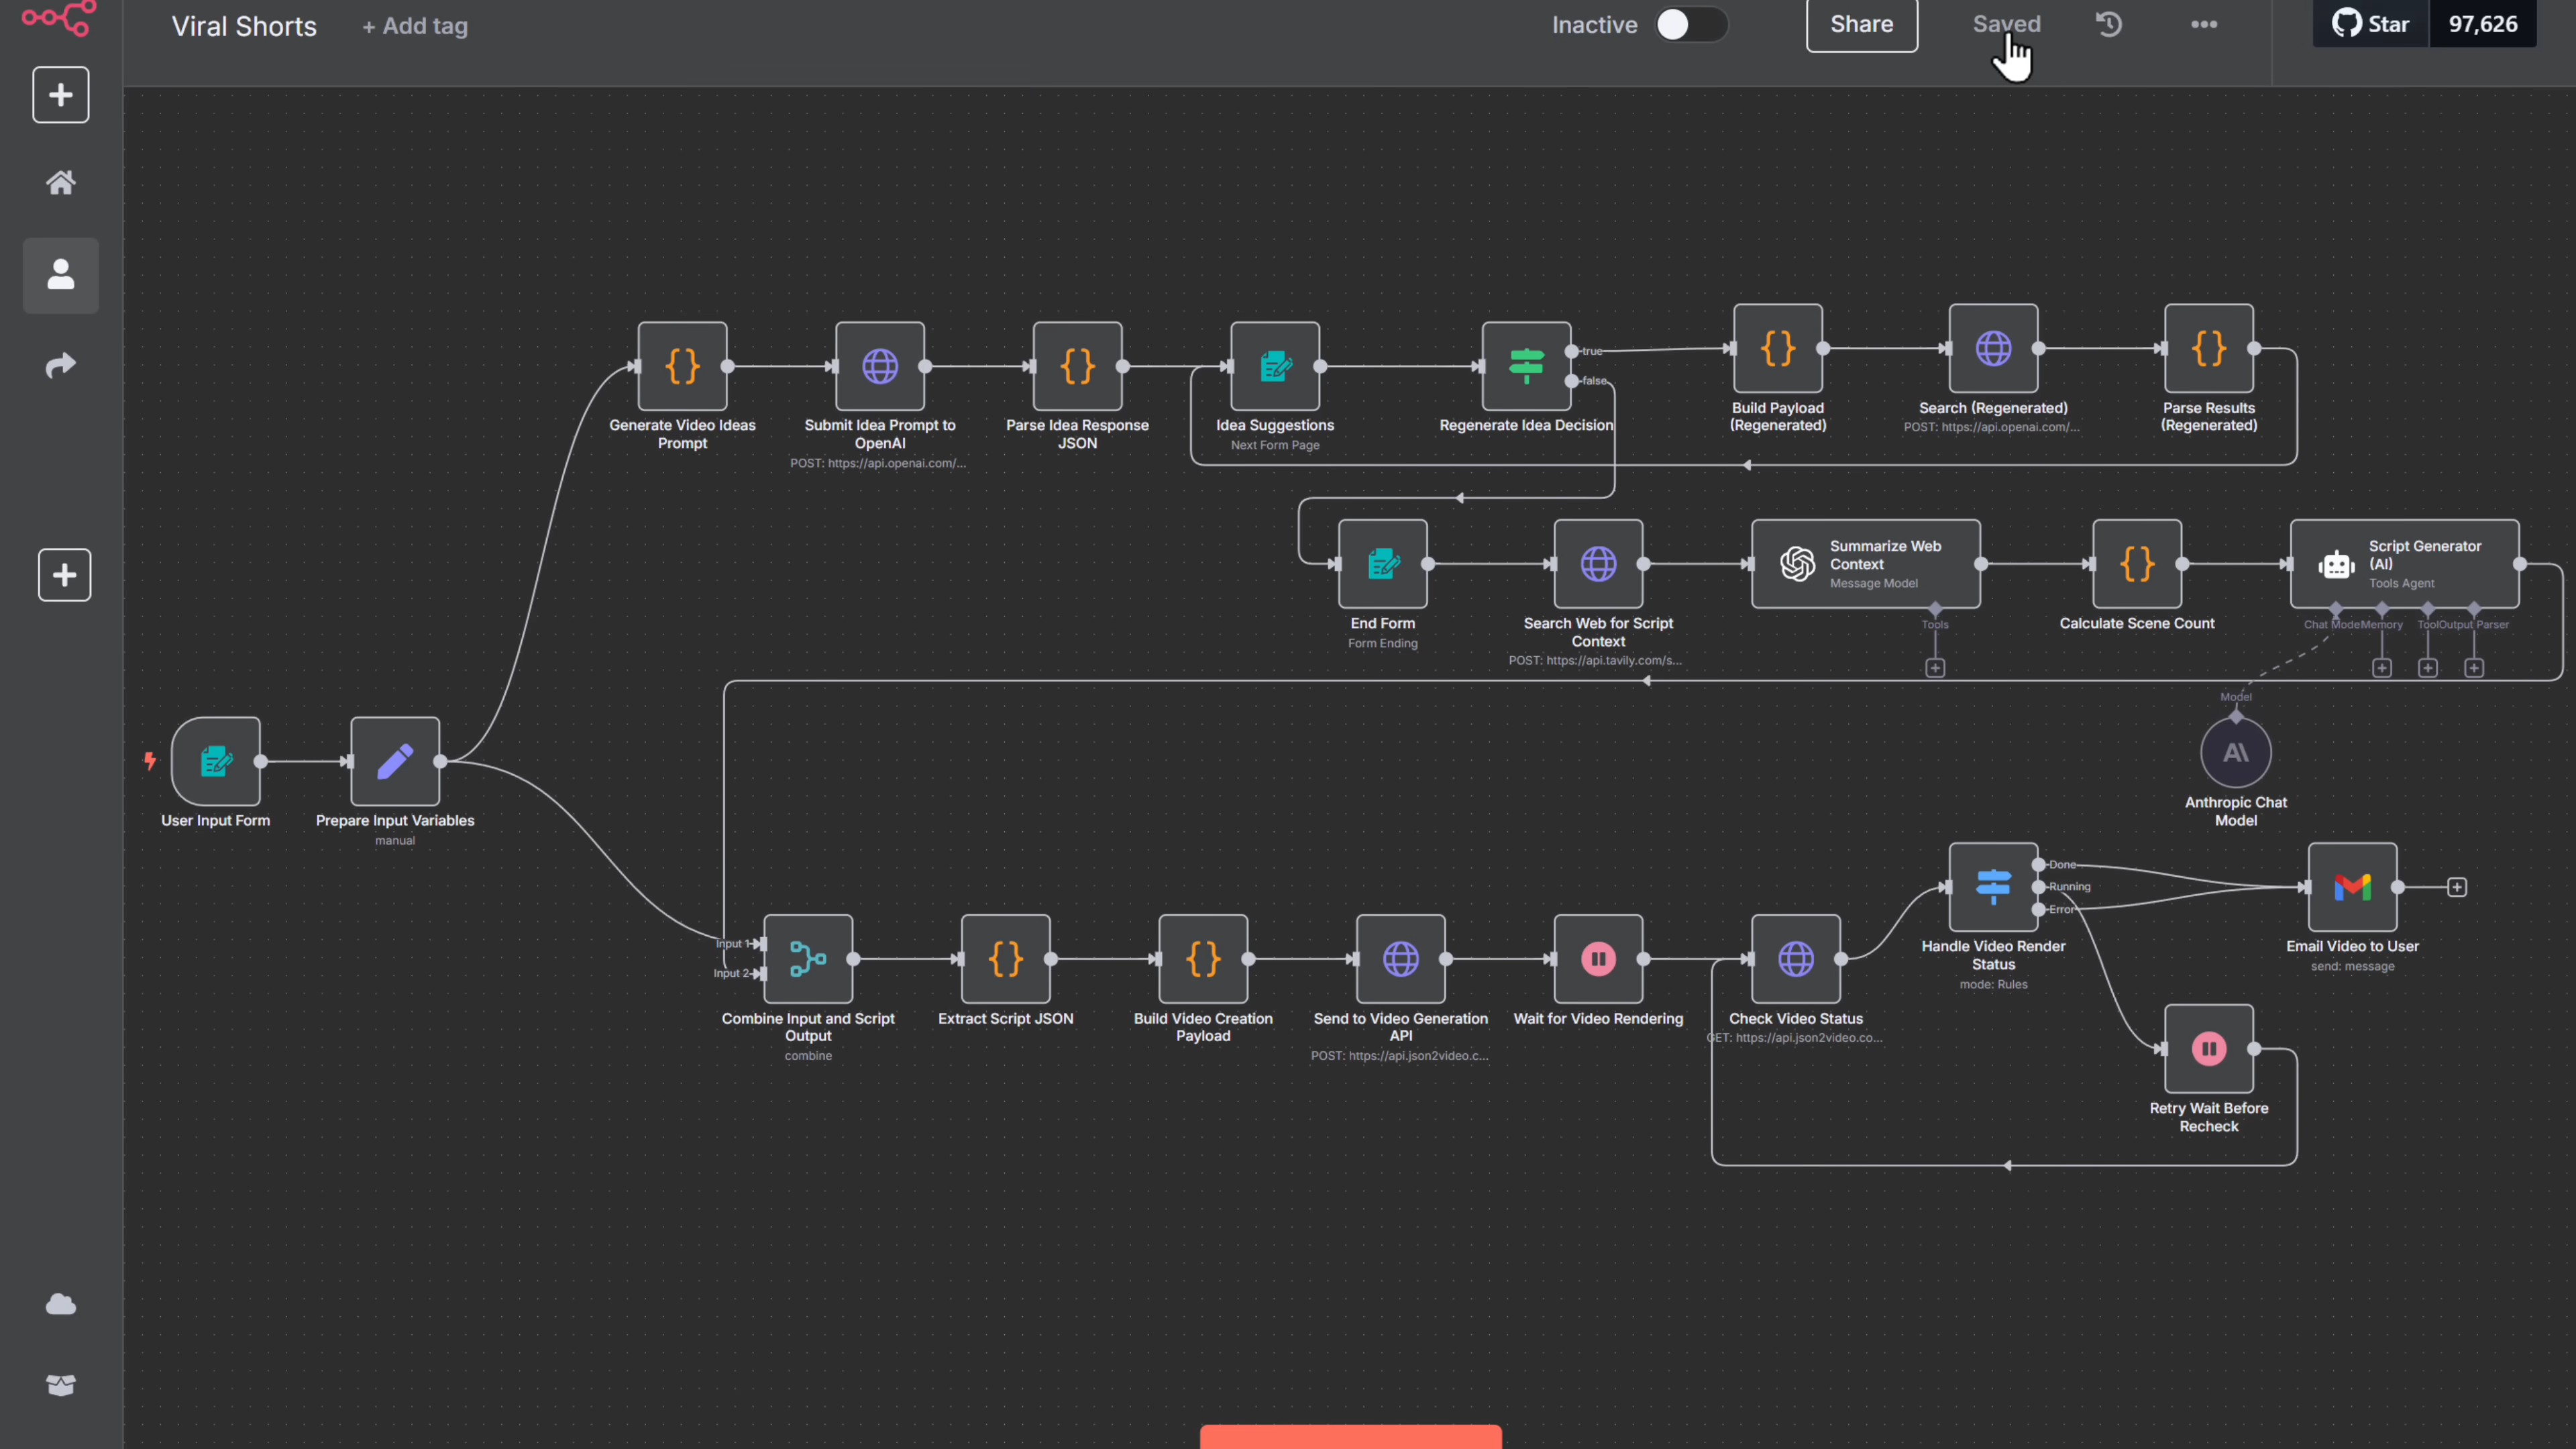 Viral Shorts
+ Add tag
Inactive
Share
Saved
Star
97,626
true
false
Generate Video Ideas
Prompt
Submit Idea Prompt to
OpenAI
POST: https://api.openai.com/...
Parse Idea Response
JSON
Idea Suggestions
Next Form Page
Regenerate Idea Decision
Build Payload
(Regenerated)
Search (Regenerated)
POST: https://api.openai.com/...
Parse Results
(Regenerated)
End Form
Form Ending
Search Web for Script
Context
POST: https://api.tavily.com/s...
Summarize Web
Context
Message Model
Tools
Calculate Scene Count
Script Generator
(AI)
Tools Agent
Chat Mode
Memory
Tool
Output Parser
Model
Anthropic Chat
Model
User Input Form
Prepare Input Variables
manual
Input 1
Input 2
Combine Input and Script
Output
combine
Extract Script JSON
Build Video Creation
Payload
Send to Video Generation
API
POST: https://api.json2video.c...
Wait for Video Rendering
Check Video Status
GET: https://api.json2video.co...
Done
Running
Error
Handle Video Render
Status
mode: Rules
Email Video to User
send: message
Retry Wait Before
Recheck